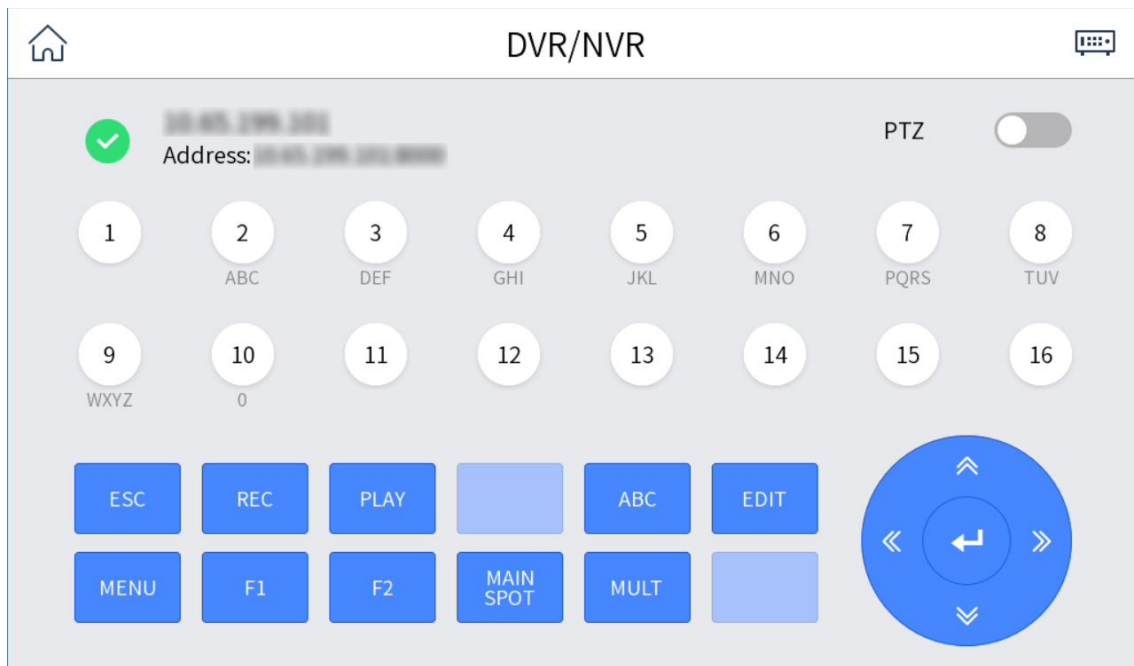 DVR/NVR
PTZ
Address:
1 2 3 4 5 6 7 8
ABC DEF GHI JKL MNO PQRS TUV
9 10 11 12 13 14 15 16
WXYZ 0
ESC REC PLAY ABC EDIT
MENU F1 F2 MAIN SPOT MULT